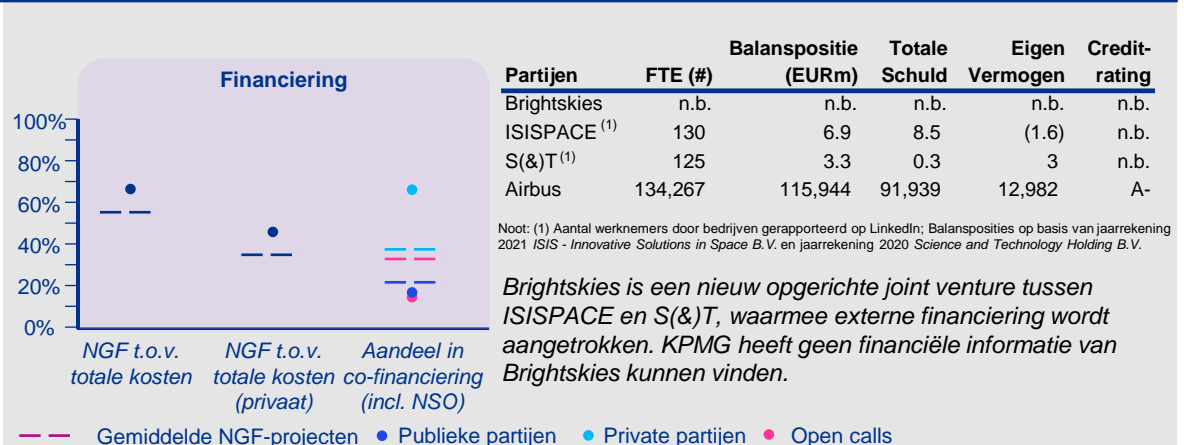 Financiering
100%
80%
60%
40%
20%
0%
NGF t.o.v.
totale kosten
NGF t.o.v.
totale kosten
(privaat)
Aandeel in
co-financiering
(incl. NSO)
Gemiddelde NGF-projecten Publieke partijen Private partijen Open calls
Balanspositie Totale Eigen Credit-
Partijen FTE (#) (EURm) Schuld Vermogen rating
Brightskies n.b. n.b. n.b. n.b. n.b.
ISISPACE (1) 130 6.9 8.5 (1.6) n.b.
S(&)T (1) 125 3.3 0.3 3 n.b.
Airbus 134,267 115,944 91,939 12,982 A-
Noot: (1) Aantal werknemers door bedrijven gerapporteerd op LinkedIn; Balansposities op basis van jaarrekening
2021 ISIS - Innovative Solutions in Space B.V. en jaarrekening 2020 Science and Technology Holding B.V.
Brightskies is een nieuw opgerichte joint venture tussen
ISISPACE en S(&)T, waarmee externe financiering wordt
aangetrokken. KPMG heeft geen financiële informatie van
Brightskies kunnen vinden.